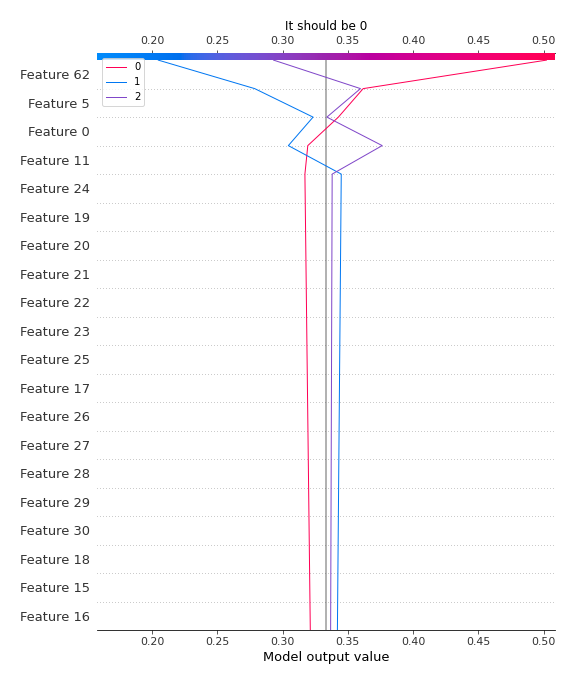 It should be 0
0.20 0.25 0.30 0.35 0.40 0.45 0.50
0
1
2
Feature 62
Feature 5
Feature 0
Feature 11
Feature 24
Feature 19
Feature 20
Feature 21
Feature 22
Feature 23
Feature 25
Feature 17
Feature 26
Feature 27
Feature 28
Feature 29
Feature 30
Feature 18
Feature 15
Feature 16
0.20 0.25 0.30 0.35 0.40 0.45 0.50
Model output value